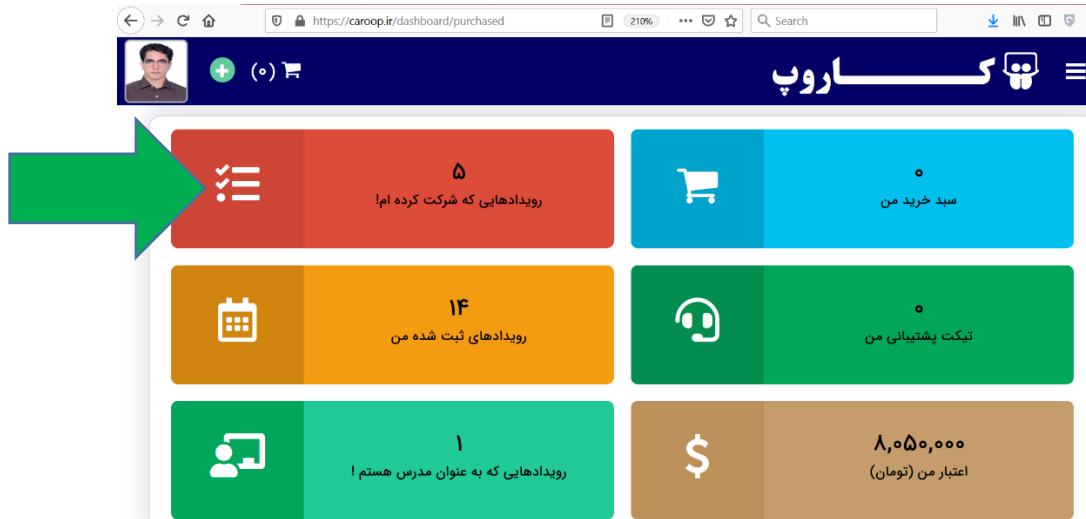 https://caroop.ir/dashboard/purchased
210%
Search
کـــــــــاروپ
(۰)
۰
سبد خرید من
۵
رویدادهایی که شرکت کرده ام!
۰
تیکت پشتیبانی من
۱۴
رویدادهای ثبت شده من
۸,۰۵۰,۰۰۰
اعتبار من (تومان)
۱
رویدادهایی که به عنوان مدرس هستم !